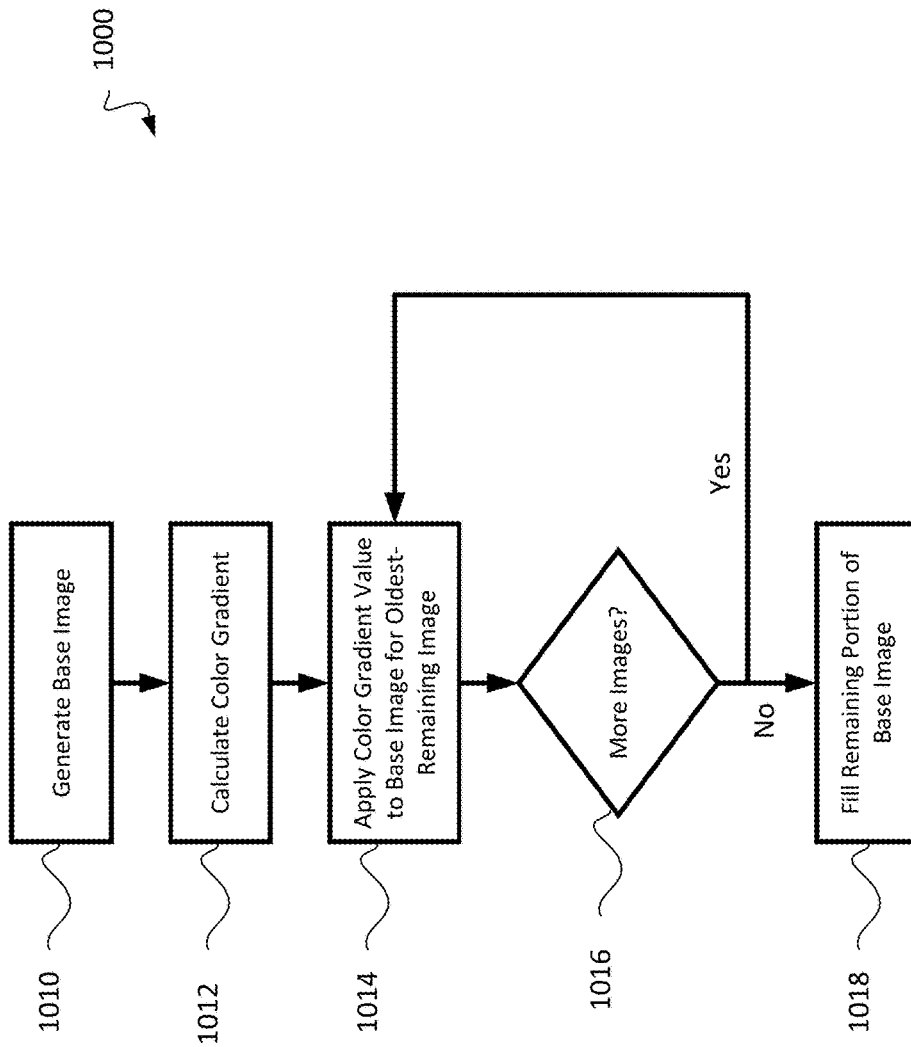 1000
1010
Generate Base Image
1012
Calculate Color Gradient
1014
Apply Color Gradient Value
to Base Image for Oldest-
Remaining Image
1016
More Images?
Yes
No
1018
Fill Remaining Portion of
Base Image